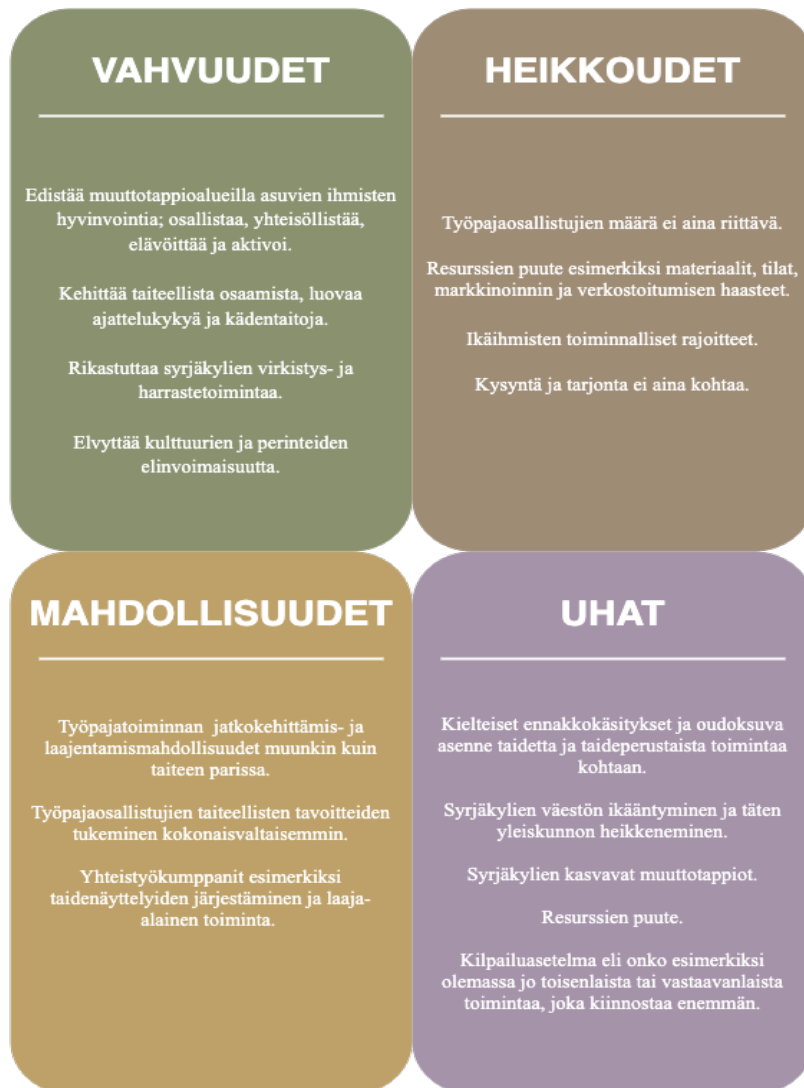 VAHVUUDET
Edistää muuttotappioalueilla asuvien ihmisten
hyvinvointia; osallistaa, yhteisöllistää,
elävöittää ja aktivoi.
Kehittää taiteellista osaamista, luovaa
ajattelukykyä ja kädentaitoja.
Rikastuttaa syrjäkylien virkistys- ja
harrastetoimintaa.
Elvyttää kulttuurien ja perinteiden
elinvoimaisuutta.
HEIKKOUDET
Työpajaosallistujien määrä ei aina riittävä.
Resurssien puute esimerkiksi materiaalit, tilat,
markkinoinnin ja verkostoitumisen haasteet.
Ikäihmisten toiminnalliset rajoitteet.
Kysyntä ja tarjonta ei aina kohtaa.
MAHDOLLISUUDET
Työpajatoiminnan jatkokehittämis- ja
laajentamismahdollisuudet muunkin kuin
taiteen parissa.
Työpajaosallistujien taiteellisten tavoitteiden
tukeminen kokonaisvaltaisemmin.
Yhteistyökumppanit esimerkiksi
taidenäyttelyiden järjestäminen ja laaja-
alainen toiminta.
UHAT
Kielteiset ennakkokäsitykset ja oudoksuva
asenne taidetta ja taideperustaista toimintaa
kohtaan.
Syrjäkylien väestön ikääntyminen ja täten
yleiskunnon heikkeneminen.
Syrjäkylien kasvavat muuttotappiot.
Resurssien puute.
Kilpailuasetelma eli onko esimerkiksi
olemassa jo toisenlaista tai vastaavanlaista
toimintaa, joka kiinnostaa enemmän.